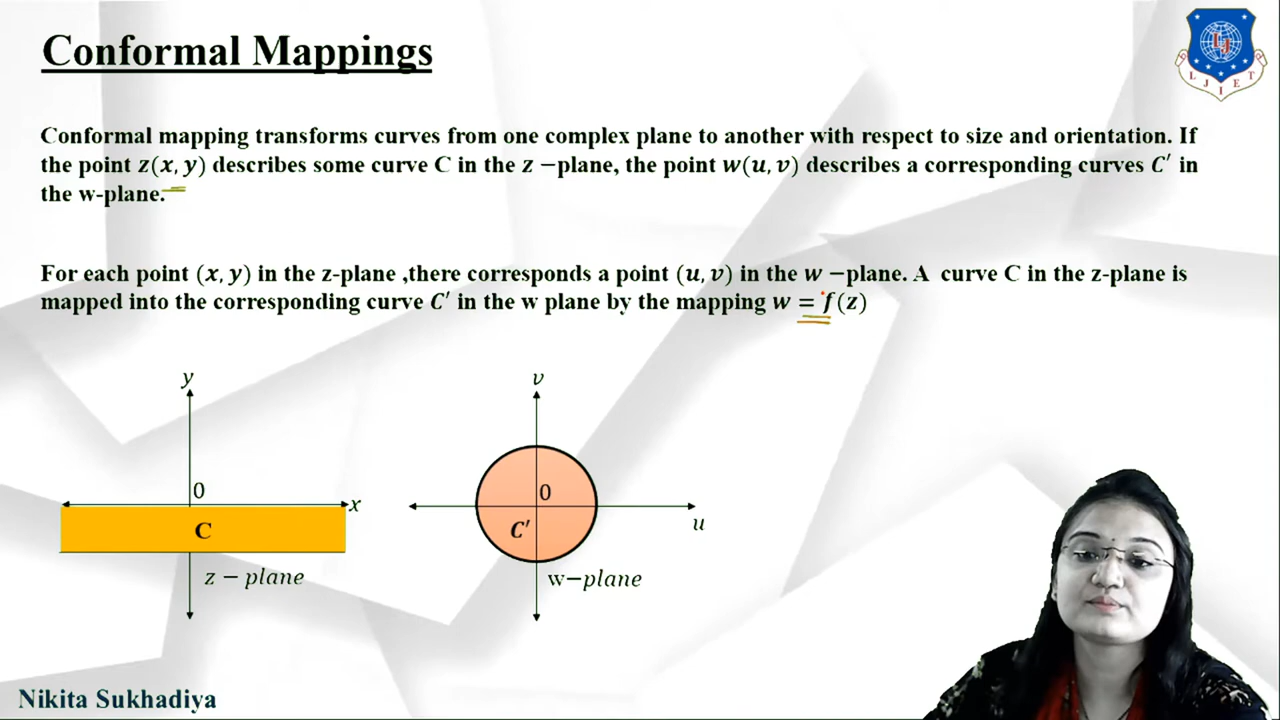 Conformal Mappings
L J I E T
Conformal mapping transforms curves from one complex plane to another with respect to size and orientation. If
the point z(x, y) describes some curve C in the z −plane, the point w(u, v) describes a corresponding curves C′ in
the w-plane.
For each point (x, y) in the z-plane ,there corresponds a point (u, v) in the w −plane. A curve C in the z-plane is
mapped into the corresponding curve C′ in the w plane by the mapping w = f(z)
y
v
0
x
0
u
C
C′
z − plane
w−plane
Nikita Sukhadiya